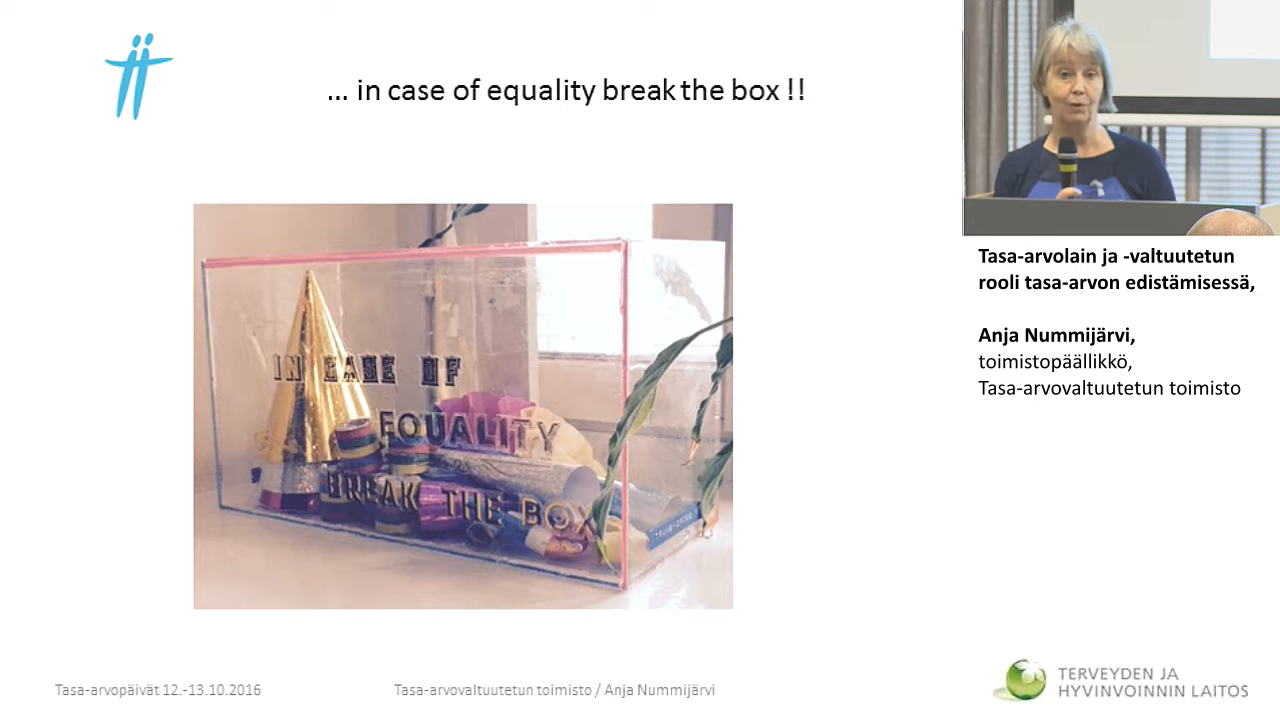 ... in case of equality break the box !!
IN CASE OF
EQUALITY
BREAK THE BOX
Tasa-arvolain ja -valtuutetun
rooli tasa-arvon edistämisessä,
Anja Nummijärvi,
toimistopäällikkö,
Tasa-arvovaltuutetun toimisto
Tasa-arvopäivät 12.-13.10.2016
Tasa-arvovaltuutetun toimisto / Anja Nummijärvi
TERVEYDEN JA
HYVINVOINNIN LAITOS